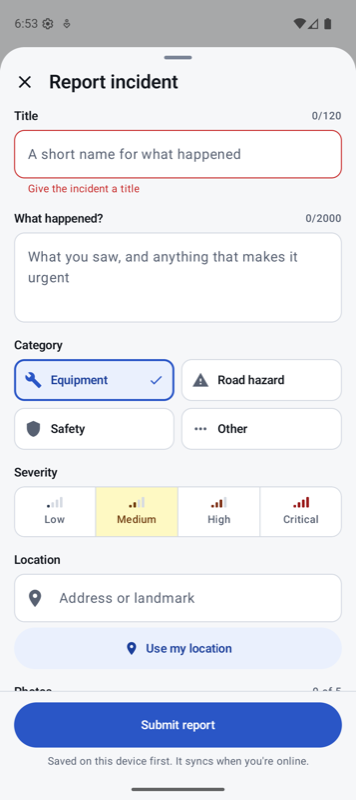 6:53
Report incident
Title 0/120
A short name for what happened
Give the incident a title
What happened? 0/2000
What you saw, and anything that makes it
urgent
Category
Equipment
Road hazard
Safety
Other
Severity
Low
Medium
High
Critical
Location
Address or landmark
Use my location
Photos 0 of 5
Submit report
Saved on this device first. It syncs when you're online.